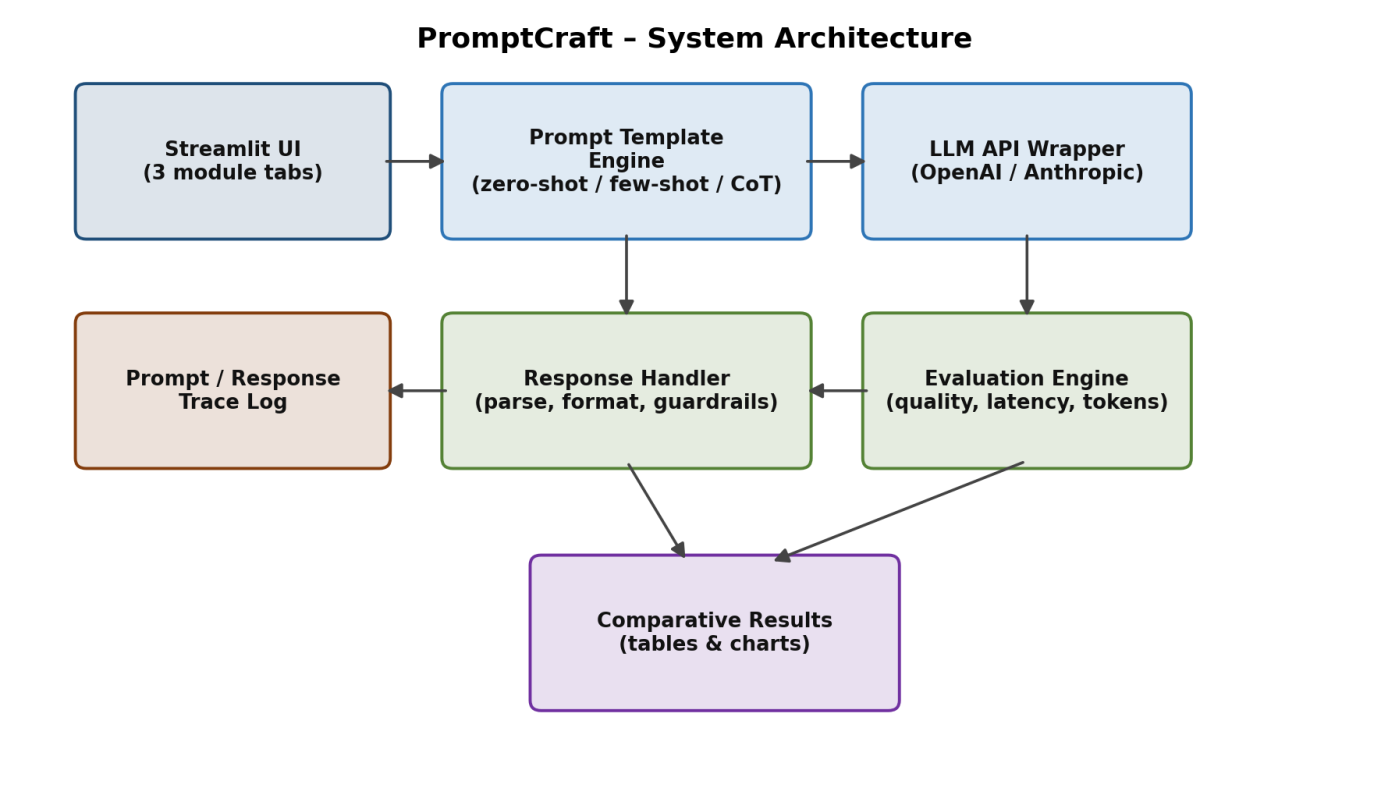 PromptCraft – System Architecture
Streamlit UI
(3 module tabs)
Prompt Template
Engine
(zero-shot / few-shot / CoT)
LLM API Wrapper
(OpenAI / Anthropic)
Prompt / Response
Trace Log
Response Handler
(parse, format, guardrails)
Evaluation Engine
(quality, latency, tokens)
Comparative Results
(tables & charts)